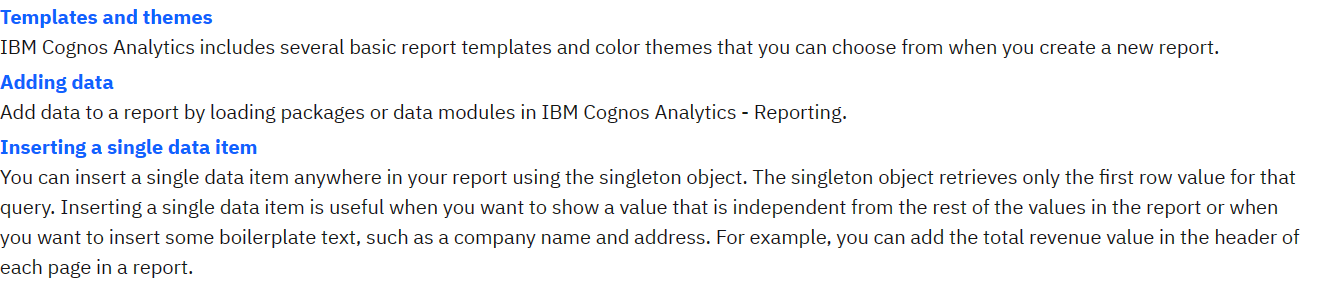 Templates and themes
IBM Cognos Analytics includes several basic report templates and color themes that you can choose from when you create a new report.
Adding data
Add data to a report by loading packages or data modules in IBM Cognos Analytics - Reporting.
Inserting a single data item
You can insert a single data item anywhere in your report using the singleton object. The singleton object retrieves only the first row value for that
query. Inserting a single data item is useful when you want to show a value that is independent from the rest of the values in the report or when
you want to insert some boilerplate text, such as a company name and address. For example, you can add the total revenue value in the header of
each page in a report.